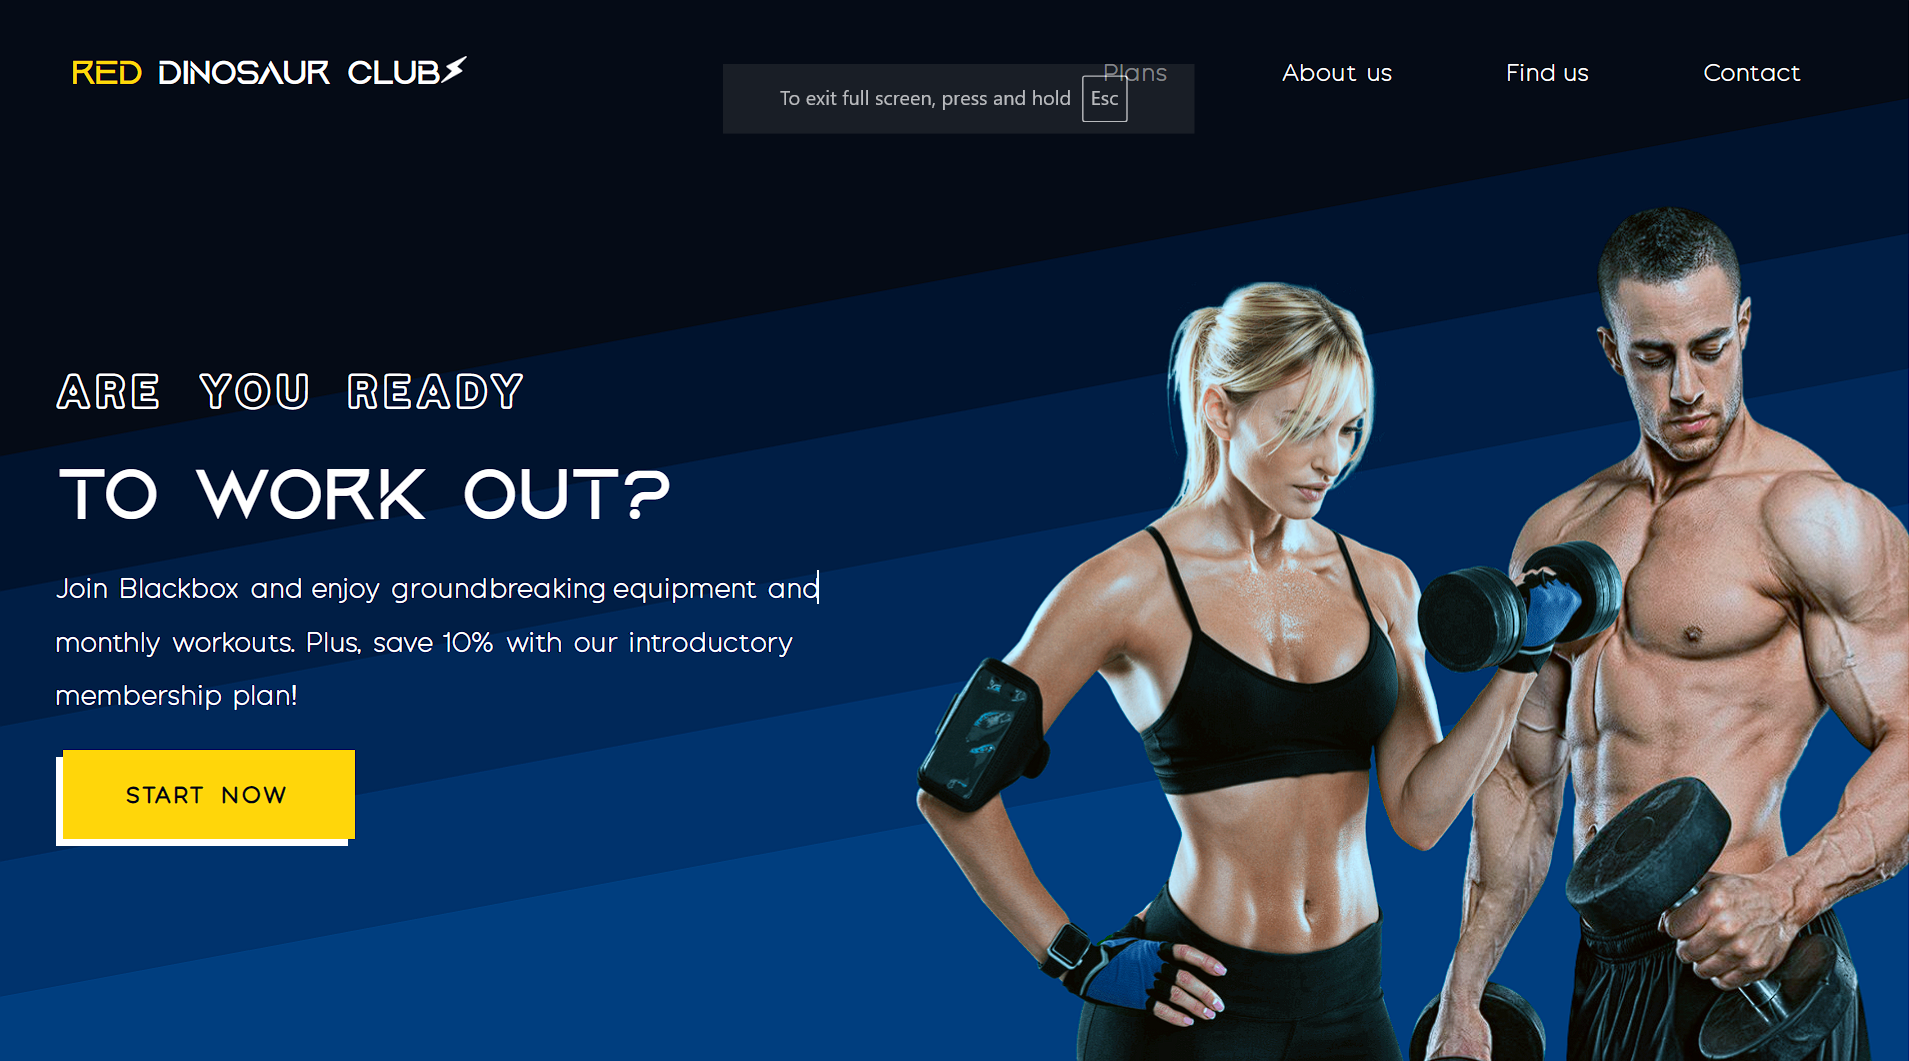 RED DINOSAUR CLUB
Plans
About us
Find us
Contact
To exit full screen, press and hold Esc
ARE YOU READY
TO WORK OUT?
Join Blackbox and enjoy groundbreaking equipment and
monthly workouts. Plus, save 10% with our introductory
membership plan!
START NOW